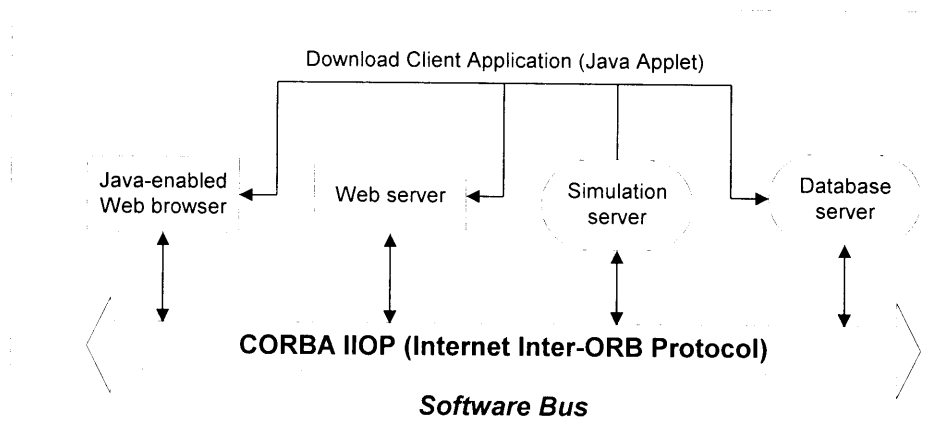 Download Client Application (Java Applet)
Java-enabled
Web browser
Web server
Simulation
server
Database
server
CORBA IIOP (Internet Inter-ORB Protocol)
Software Bus